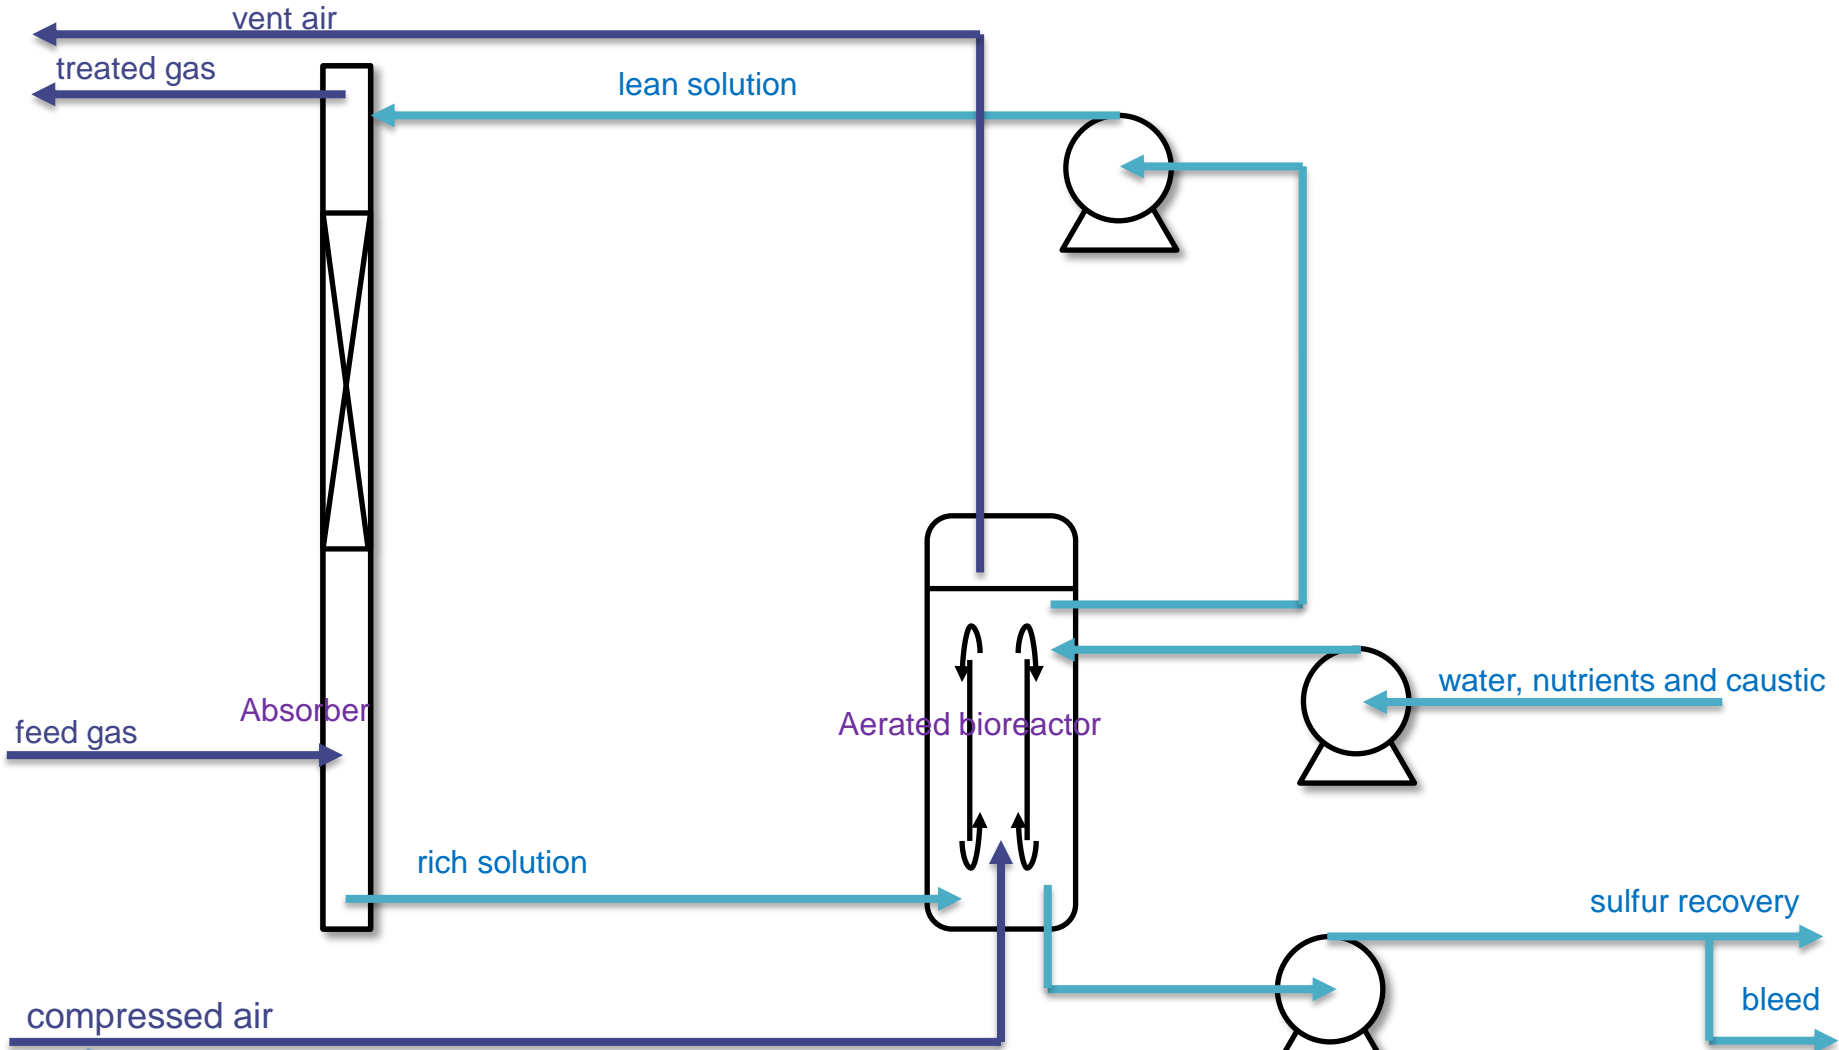 vent air
treated gas
lean solution
water, nutrients and caustic
Absorber
Aerated bioreactor
feed gas
rich solution
sulfur recovery
bleed
compressed air